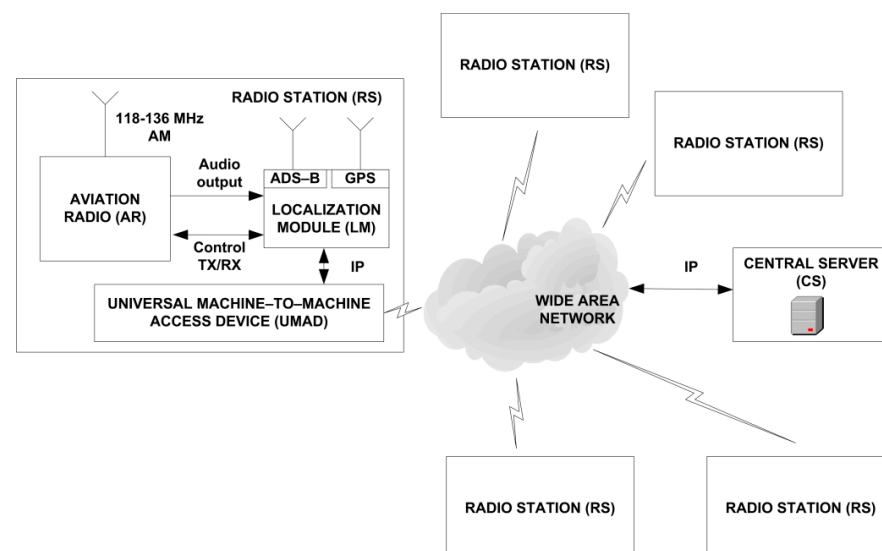 RADIO STATION (RS)
118-136 MHz
AM
AVIATION
RADIO (AR)
Audio
output
Control
TX/RX
ADS–B
GPS
LOCALIZATION
MODULE (LM)
IP
UNIVERSAL MACHINE–TO–MACHINE
ACCESS DEVICE (UMAD)
RADIO STATION (RS)
RADIO STATION (RS)
WIDE AREA
NETWORK
IP
CENTRAL SERVER
(CS)
RADIO STATION (RS)
RADIO STATION (RS)